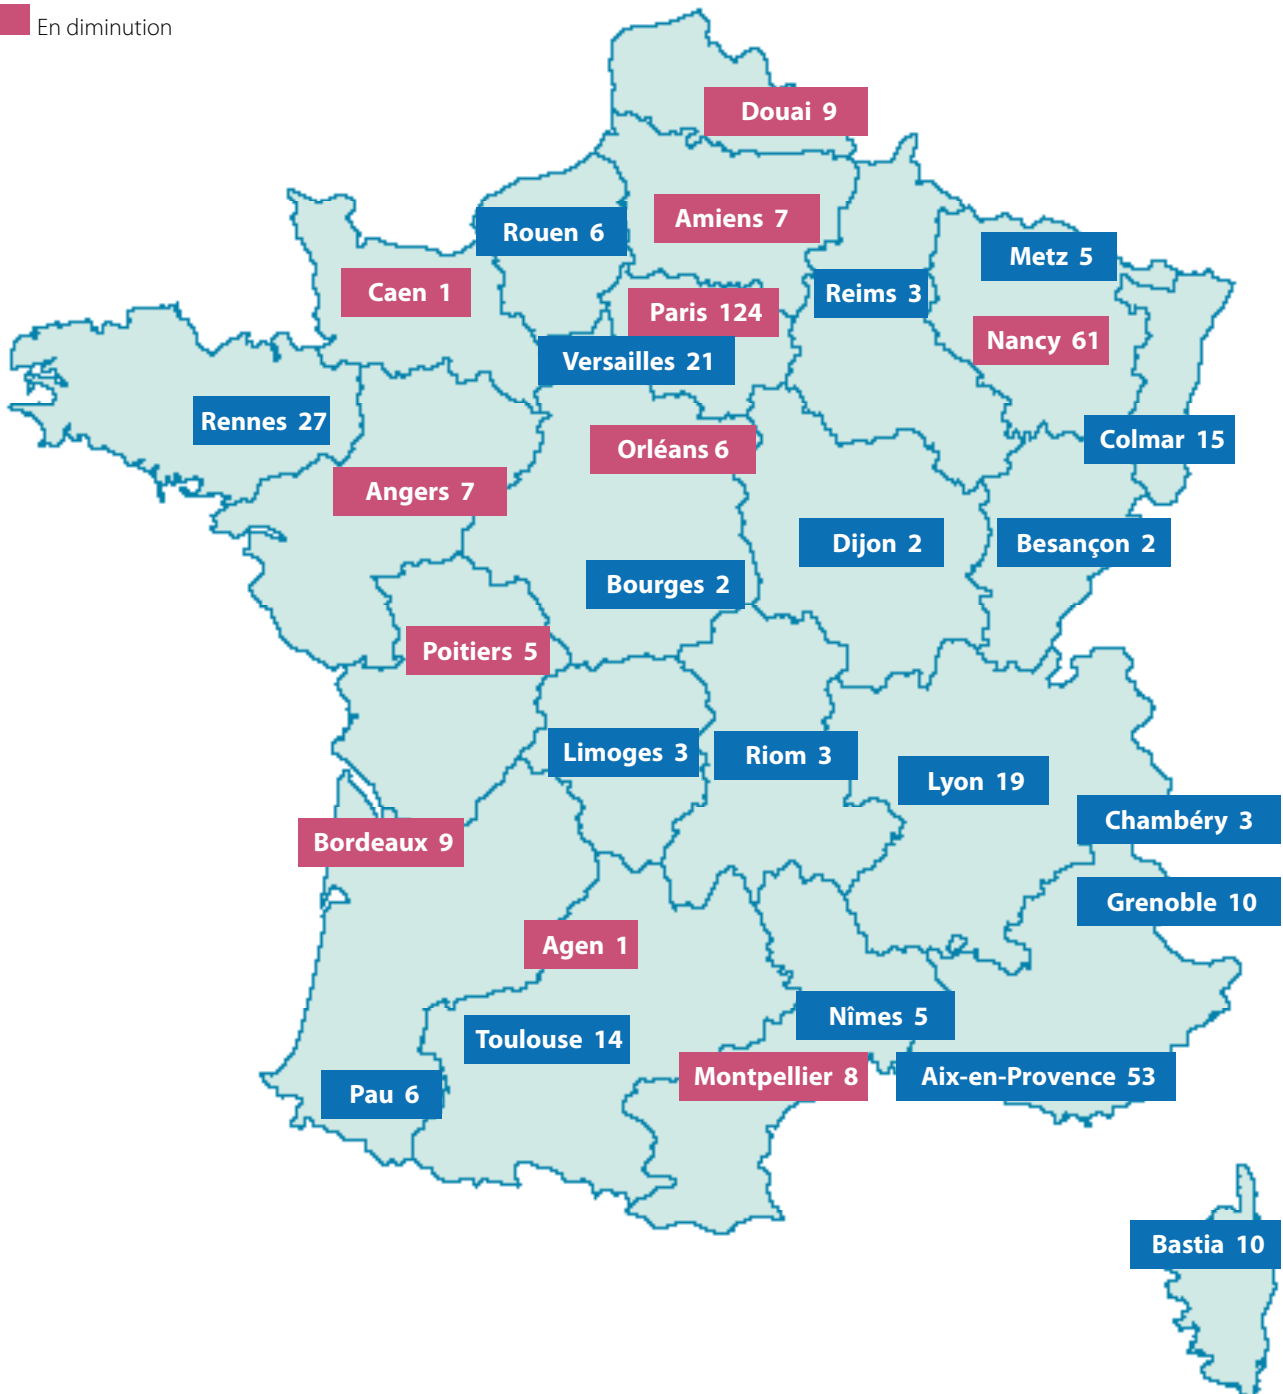 En diminution
Douai 9
Amiens 7
Rouen 6
Metz 5
Caen 1
Reims 3
Paris 124
Nancy 61
Versailles 21
Rennes 27
Colmar 15
Orléans 6
Angers 7
Dijon 2
Besançon 2
Bourges 2
Poitiers 5
Limoges 3
Riom 3
Lyon 19
Chambéry 3
Bordeaux 9
Grenoble 10
Agen 1
Nîmes 5
Toulouse 14
Montpellier 8
Aix-en-Provence 53
Pau 6
Bastia 10